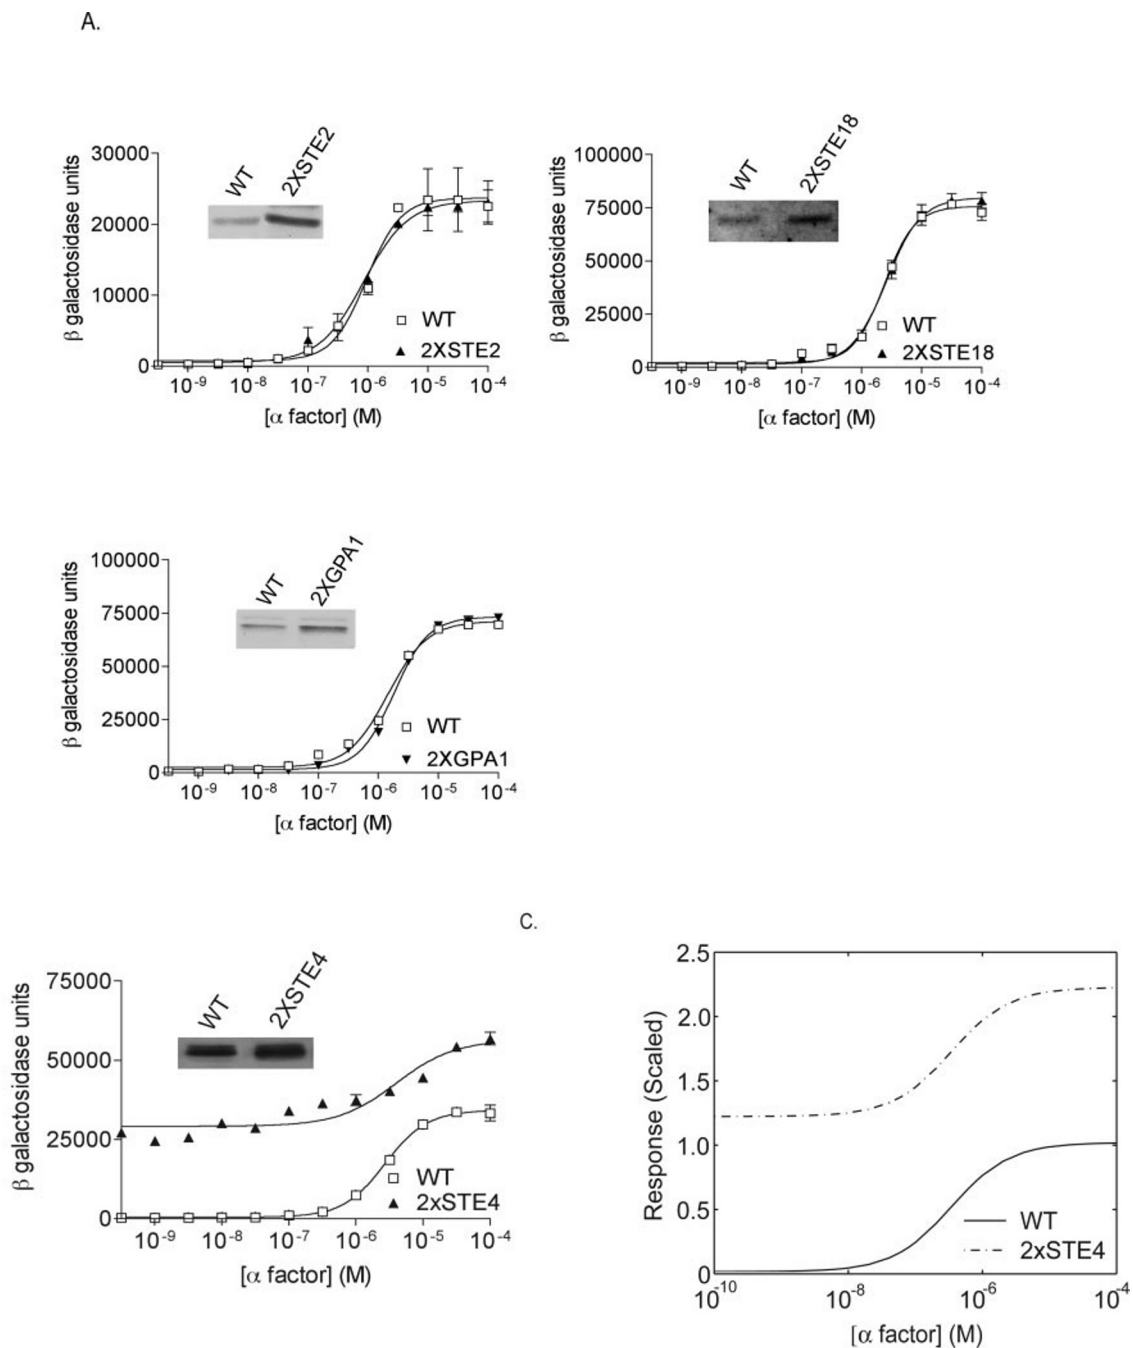 A.
WT 2XSTE2
30000
20000
10000
0
β galactosidase units
□ WT
▲ 2XSTE2
10-9 10-8 10-7 10-6 10-5 10-4
[α factor] (M)
WT 2XSTE18
100000
75000
50000
25000
0
β galactosidase units
□ WT
▲ 2XSTE18
10-9 10-8 10-7 10-6 10-5 10-4
[α factor] (M)
WT 2XGPA1
100000
75000
50000
25000
0
β galactosidase units
□ WT
▼ 2XGPA1
10-9 10-8 10-7 10-6 10-5 10-4
[α factor] (M)
WT 2XSTE4
75000
50000
25000
0
β galactosidase units
□ WT
▲ 2xSTE4
10-9 10-8 10-7 10-6 10-5 10-4
[α factor] (M)
C.
2.5
2.0
1.5
1.0
0.5
0
Response (Scaled)
WT
2xSTE4
10-10 10-8 10-6 10-4
[α factor] (M)